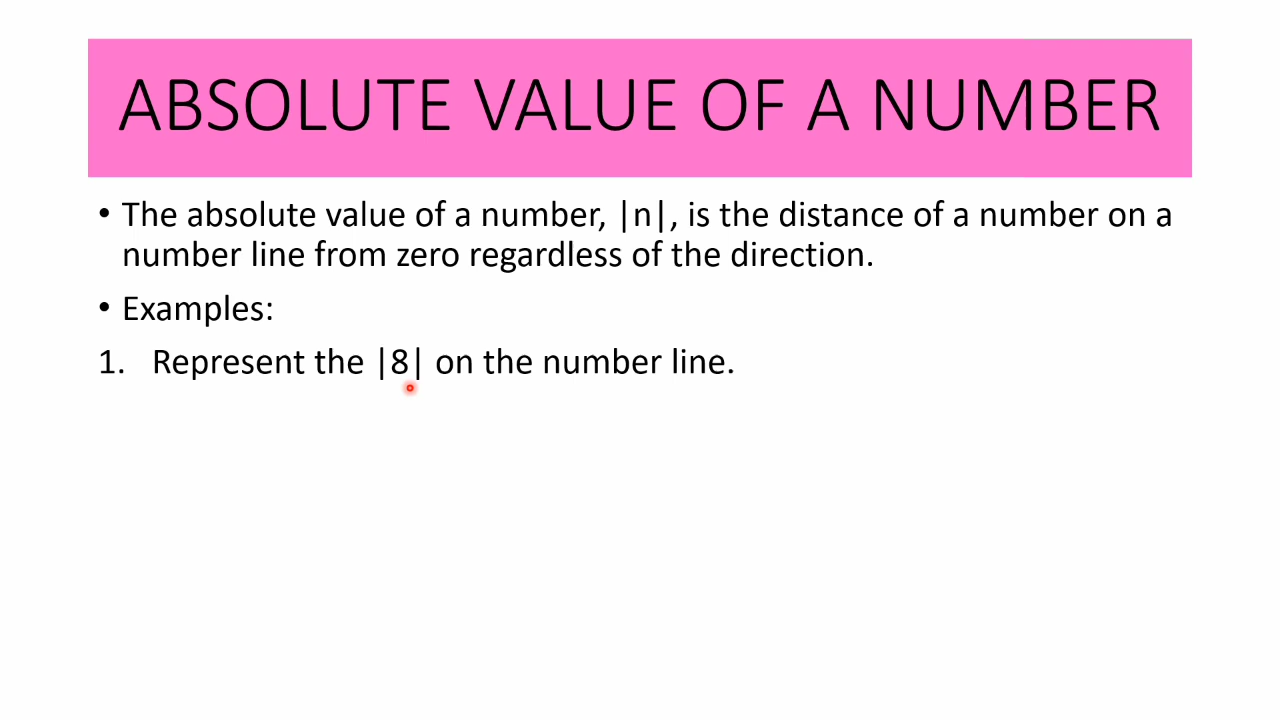 ABSOLUTE VALUE OF A NUMBER
• The absolute value of a number, |n|, is the distance of a number on a
number line from zero regardless of the direction.
• Examples:
1. Represent the |8| on the number line.